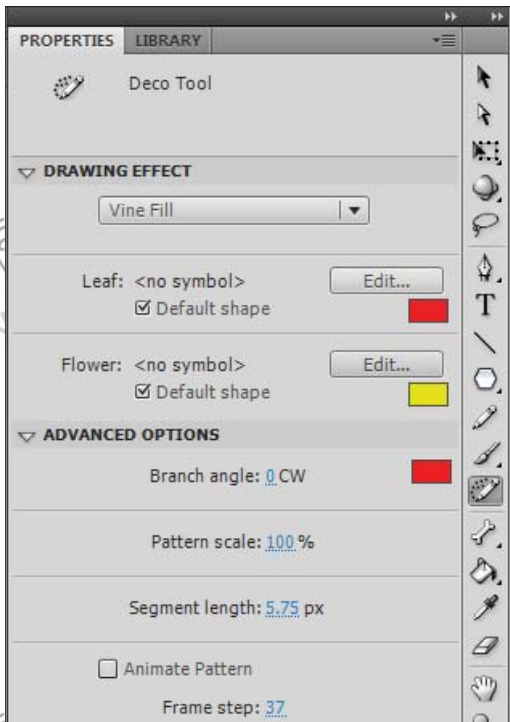 PROPERTIES LIBRARY
Deco Tool
DRAWING EFFECT
Vine Fill
Leaf: <no symbol> Edit...
Default shape
Flower: <no symbol> Edit...
Default shape
ADVANCED OPTIONS
Branch angle: 0 CW
Pattern scale: 100 %
Segment length: 5.75 px
Animate Pattern
Frame step: 37